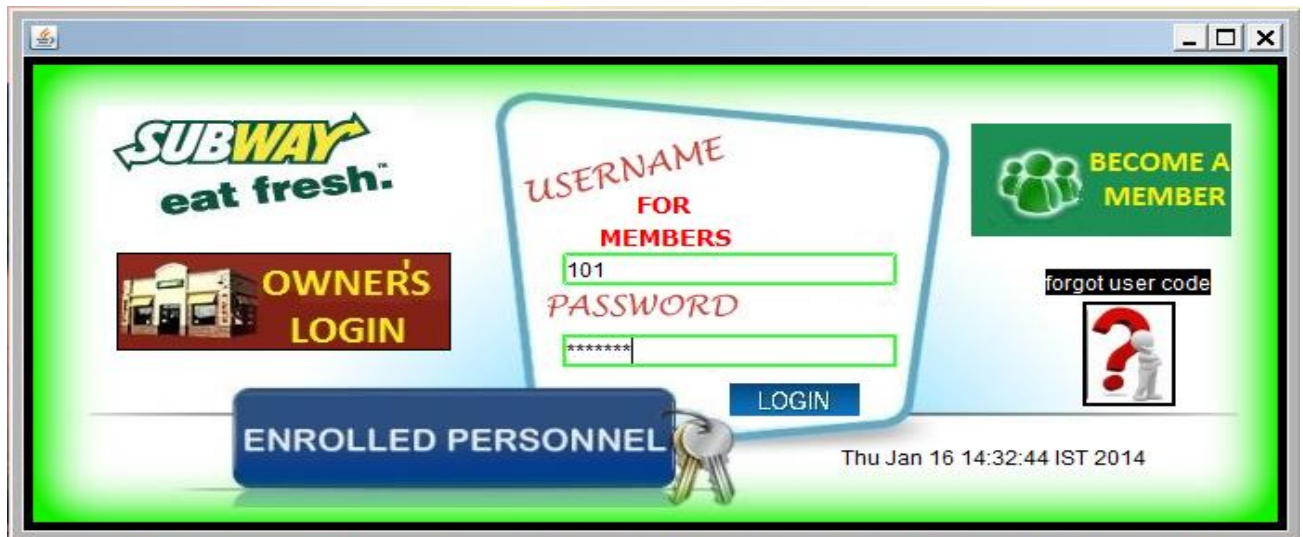 SUBWAY
eat fresh.™
OWNER'S
LOGIN
USERNAME
FOR
MEMBERS
101
PASSWORD
*******
LOGIN
BECOME A
MEMBER
forgot user code
?
ENROLLED PERSONNEL
Thu Jan 16 14:32:44 IST 2014